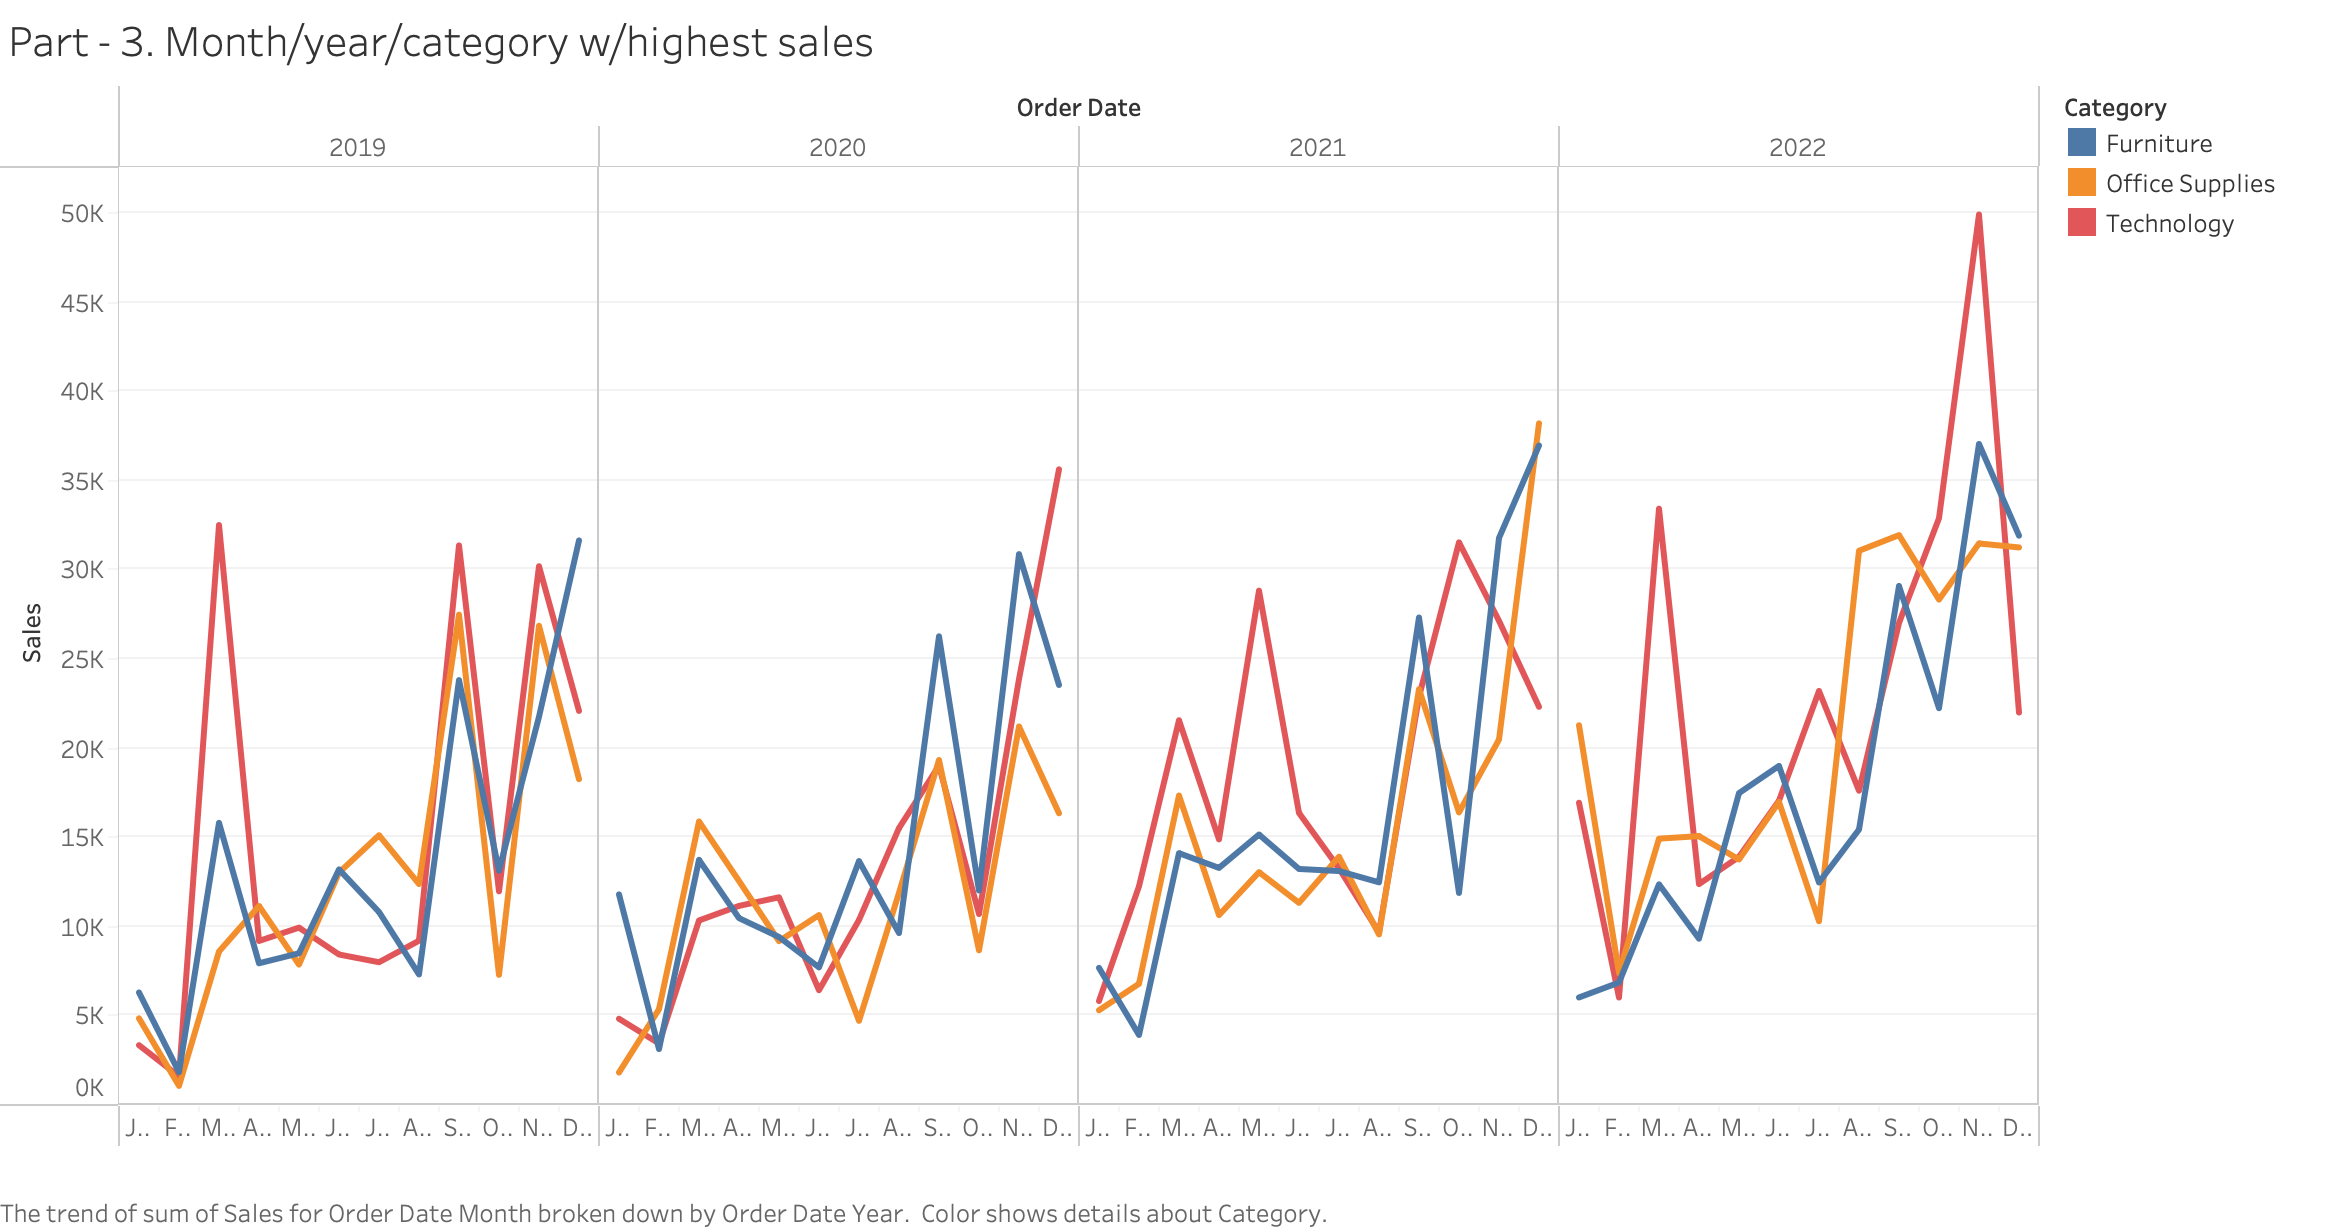 Part - 3. Month/year/category w/highest sales
Order Date
2019 2020 2021 2022
Category
Furniture
Office Supplies
Technology
50K
45K
40K
35K
30K
25K
20K
15K
10K
5K
0K
Sales
J.. F.. M.. A.. M.. J.. J.. A.. S.. O.. N.. D.. J.. F.. M.. A.. M.. J.. J.. A.. S.. O.. N.. D.. J.. F.. M.. A.. M.. J.. J.. A.. S.. O.. N.. D.. J.. F.. M.. A.. M.. J.. J.. A.. S.. O.. N.. D..
The trend of sum of Sales for Order Date Month broken down by Order Date Year.  Color shows details about Category.